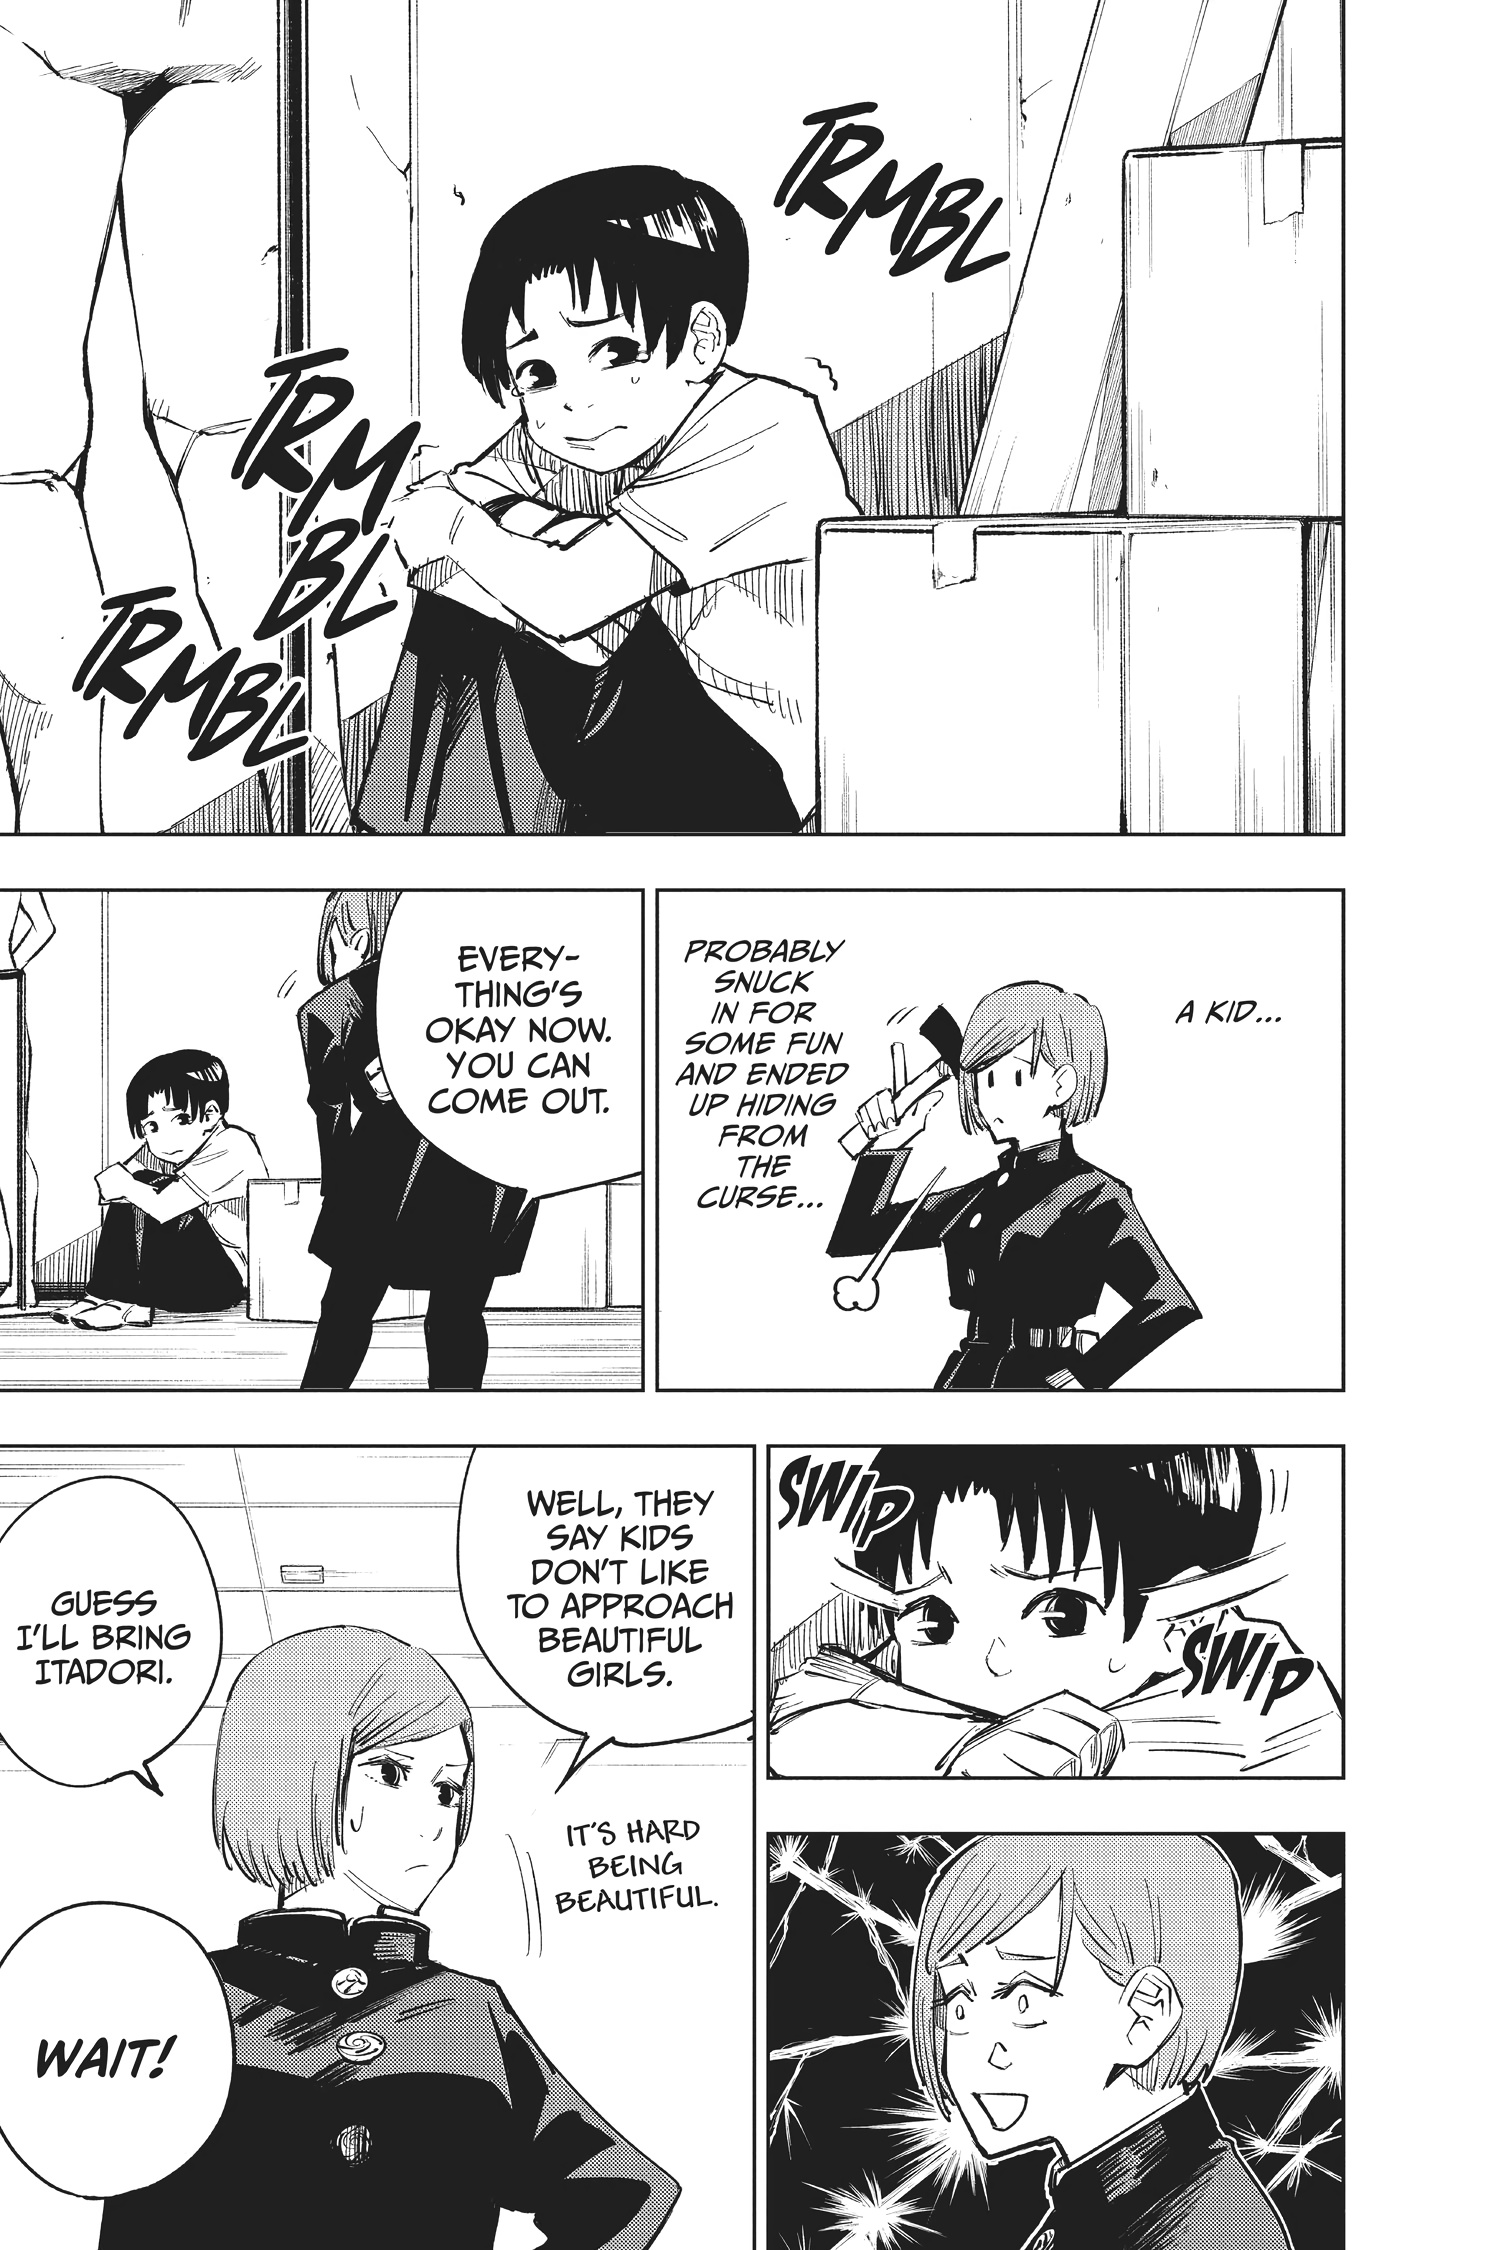 TRMBL
TRM
BL
TRMBL
A KID...
PROBABLY
SNUCK
IN FOR
SOME FUN
AND ENDED
UP HIDING
FROM
THE
CURSE...
EVERY-
THING'S
OKAY NOW.
YOU CAN
COME OUT.
SWIP
SWIP
WELL, THEY
SAY KIDS
DON'T LIKE
TO APPROACH
BEAUTIFUL
GIRLS.
IT'S HARD
BEING
BEAUTIFUL.
GUESS
I'LL BRING
ITADORI.
WAIT!